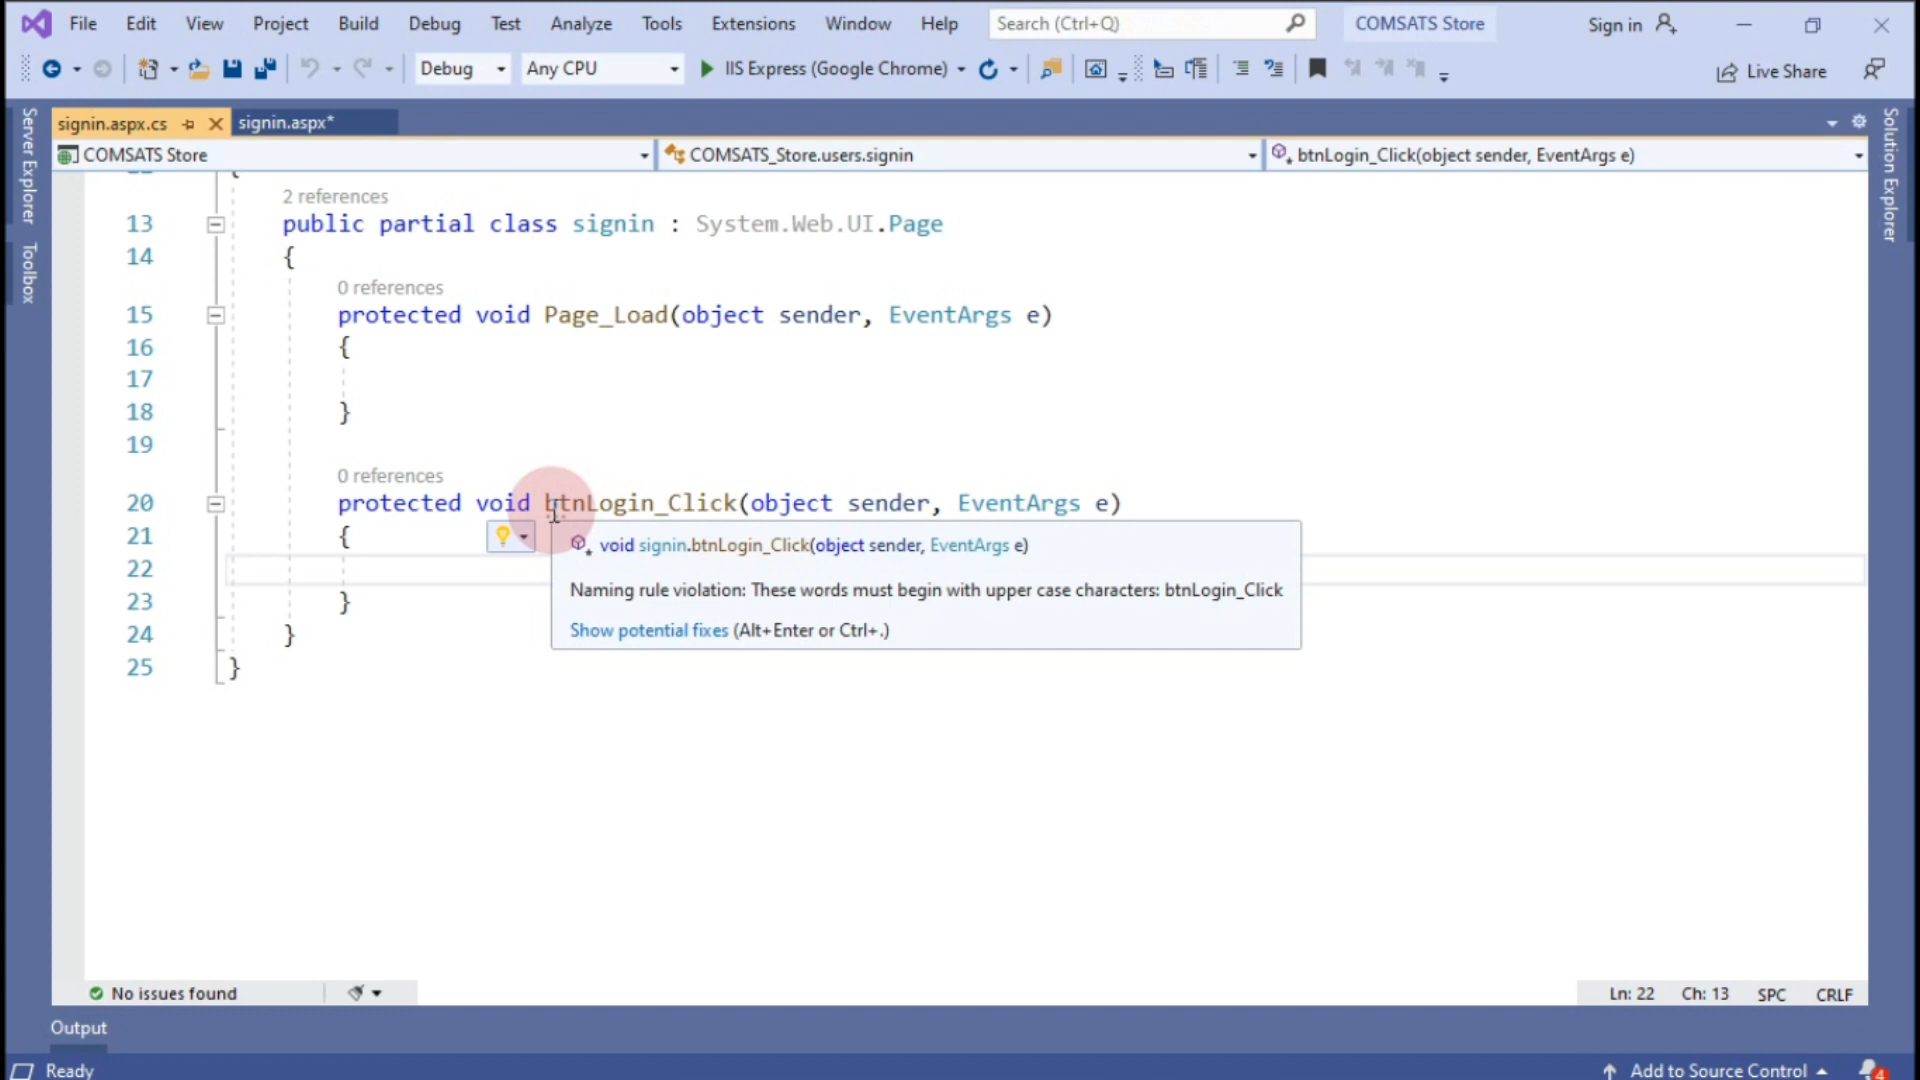 File Edit View Project Build Debug Test Analyze Tools Extensions Window Help Search (Ctrl+Q) COMSATS Store Sign in
Debug Any CPU IIS Express (Google Chrome) Live Share
signin.aspx.cs signin.aspx*
COMSATS Store COMSATS_Store.users.signin btnLogin_Click(object sender, EventArgs e)
Server Explorer
Toolbox
Solution Explorer
2 references
13 public partial class signin : System.Web.UI.Page
14 {
0 references
15 protected void Page_Load(object sender, EventArgs e)
16 {
17
18 }
19
0 references
20 protected void btnLogin_Click(object sender, EventArgs e)
21 {
void signin.btnLogin_Click(object sender, EventArgs e)
22
Naming rule violation: These words must begin with upper case characters: btnLogin_Click
23 }
Show potential fixes (Alt+Enter or Ctrl+.)
24 }
25 }
No issues found Ln: 22 Ch: 13 SPC CRLF
Output
Ready Add to Source Control 4